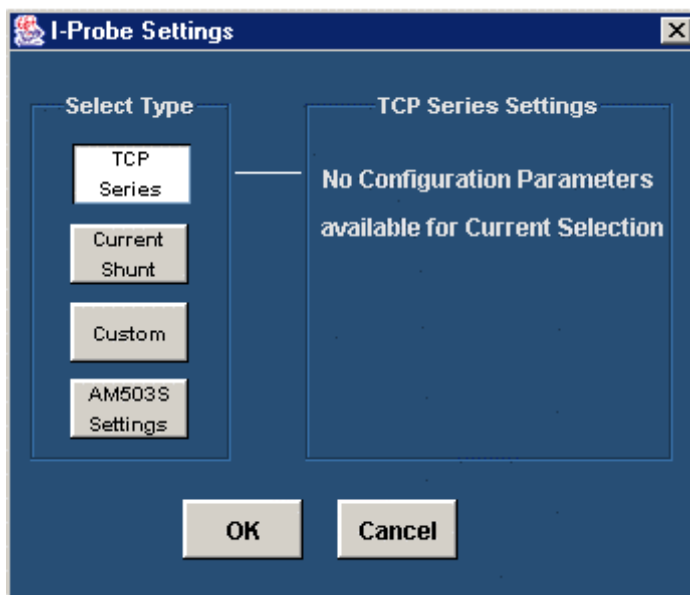 I-Probe Settings
Select Type
TCP
Series
Current
Shunt
Custom
AM503S
Settings
TCP Series Settings
No Configuration Parameters
available for Current Selection
OK
Cancel